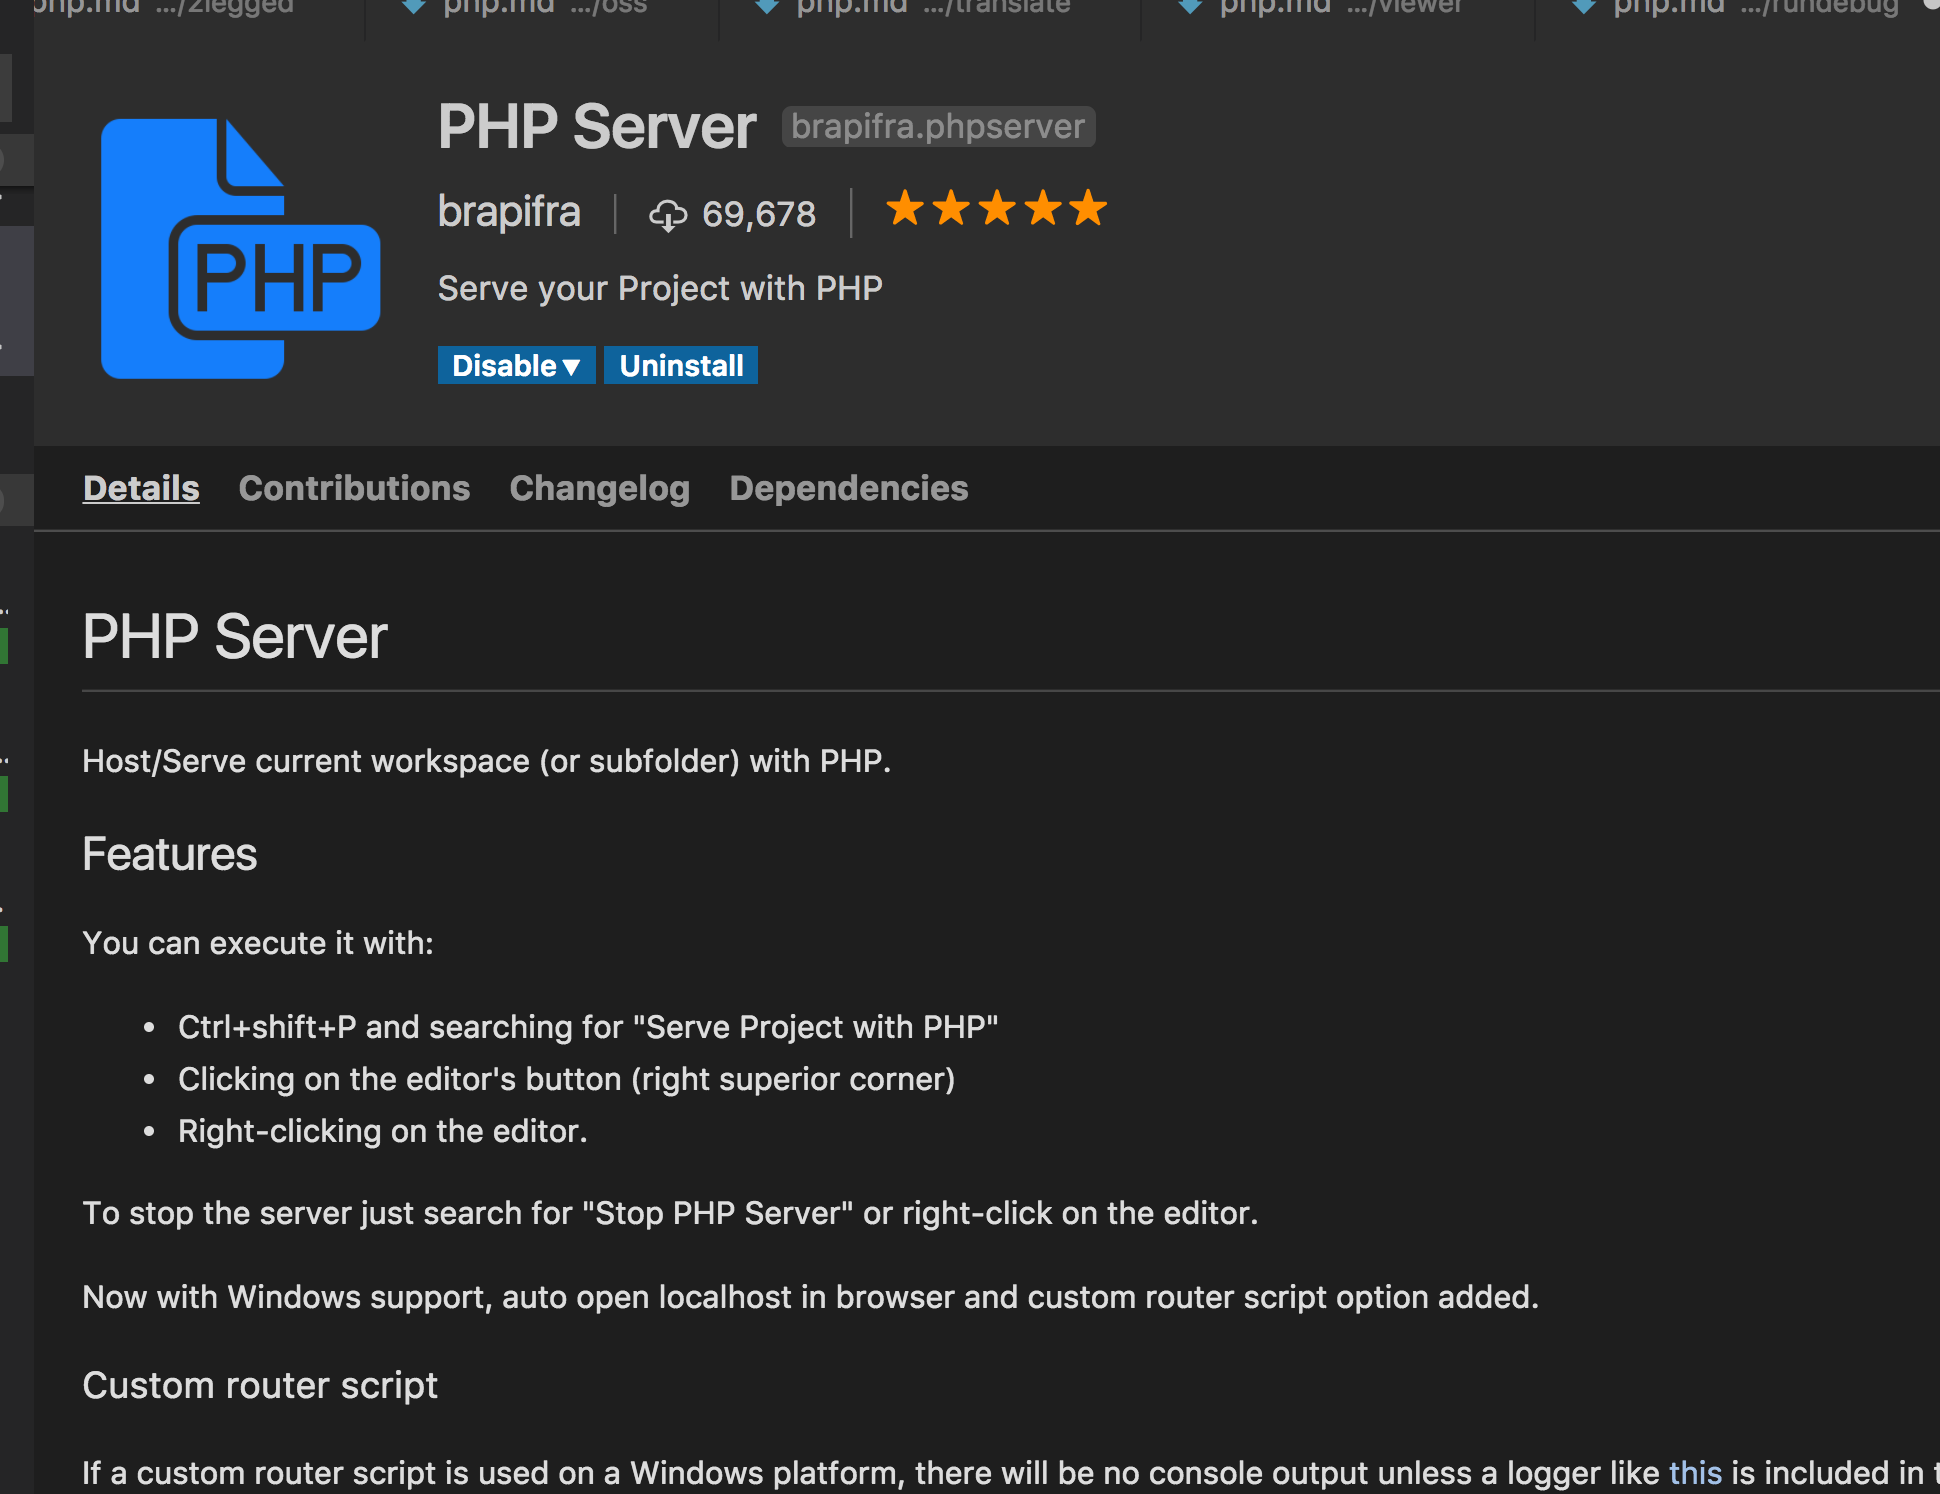 php.md .../2legged php.md .../oss php.md .../translate php.md .../viewer php.md .../rundebug
PHP
PHP Server brapifra.phpserver
brapifra 69,678
Serve your Project with PHP
Disable▼ Uninstall
Details Contributions Changelog Dependencies
PHP Server
Host/Serve current workspace (or subfolder) with PHP.
Features
You can execute it with:
• Ctrl+shift+P and searching for "Serve Project with PHP"
• Clicking on the editor's button (right superior corner)
• Right-clicking on the editor.
To stop the server just search for "Stop PHP Server" or right-click on the editor.
Now with Windows support, auto open localhost in browser and custom router script option added.
Custom router script
If a custom router script is used on a Windows platform, there will be no console output unless a logger like this is included in